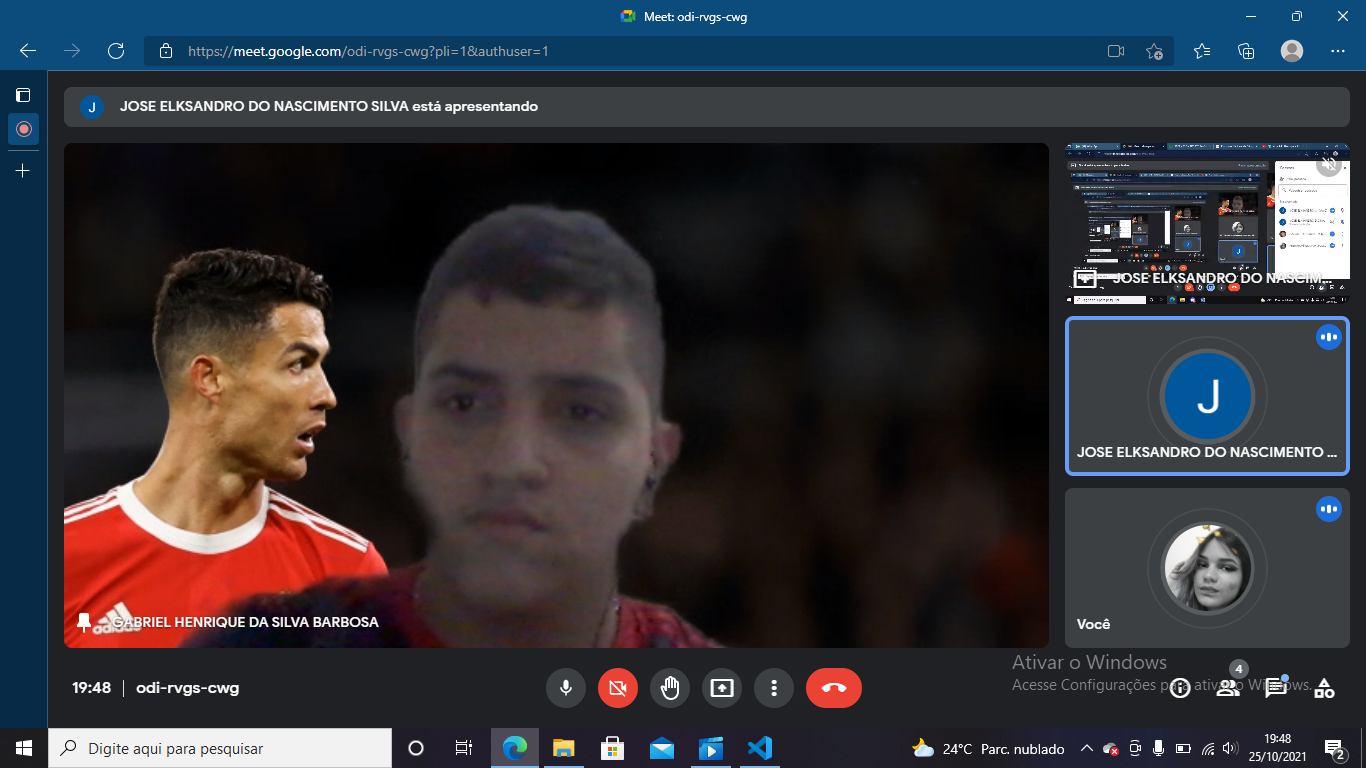 Meet: odi-rvgs-cwg
https://meet.google.com/odi-rvgs-cwg?pli=1&authuser=1
J
JOSE ELKSANDRO DO NASCIMENTO SILVA está apresentando
JOSE ELKSANDRO DO NASCIM...
J
JOSE ELKSANDRO DO NASCIMENTO ...
adidas
GABRIEL HENRIQUE DA SILVA BARBOSA
Você
Ativar o Windows
Acesse Configurações para ativar o Windows.
19:48 | odi-rvgs-cwg
4
Digite aqui para pesquisar
24°C Parc. nublado
19:48
25/10/2021
2